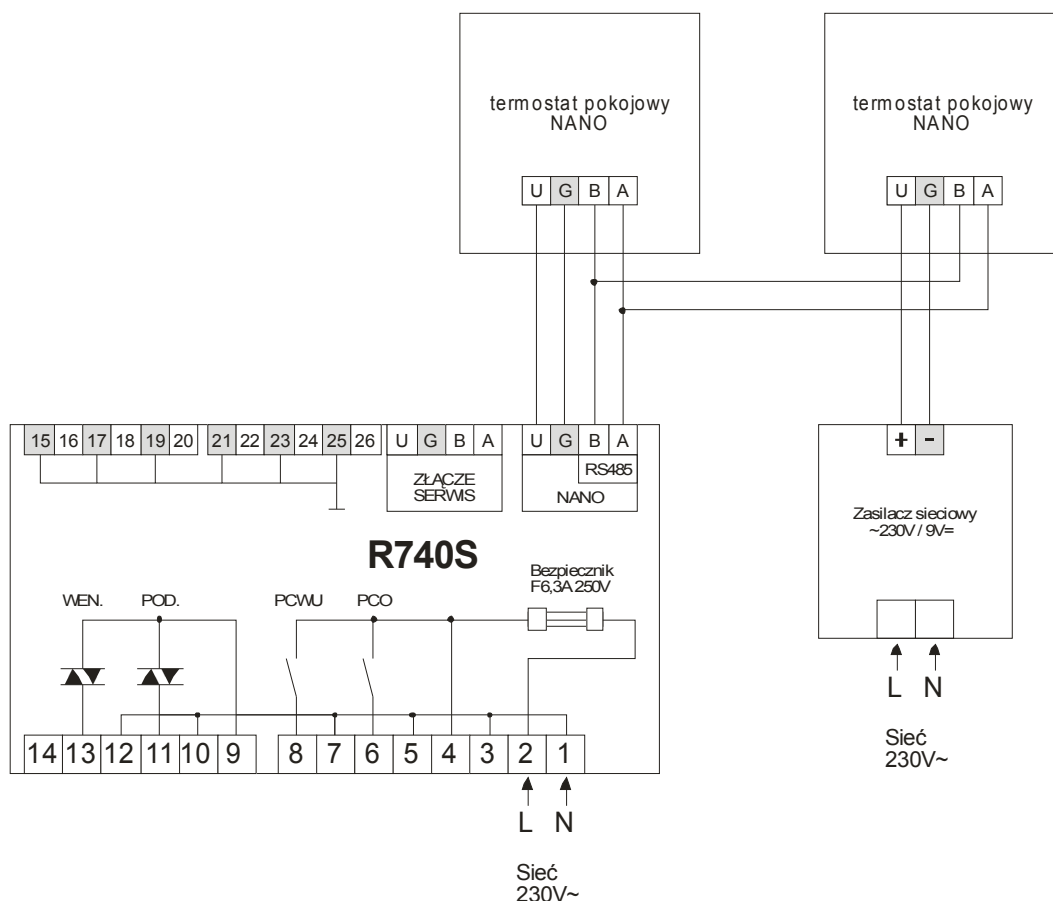 termostat pokojowy
NANO
U G B A
termostat pokojowy
NANO
U G B A
15 16 17 18 19 20 21 22 23 24 25 26 U G B A U G B A
RS485
ZŁĄCZE
SERWIS
NANO
R740S
Bezpiecznik
F6,3A 250V
WEN. POD. PCWU PCO
14 13 12 11 10 9 8 7 6 5 4 3 2 1
L N
Sieć
230V~
+ -
Zasilacz sieciowy
~230V / 9V=
L N
Sieć
230V~